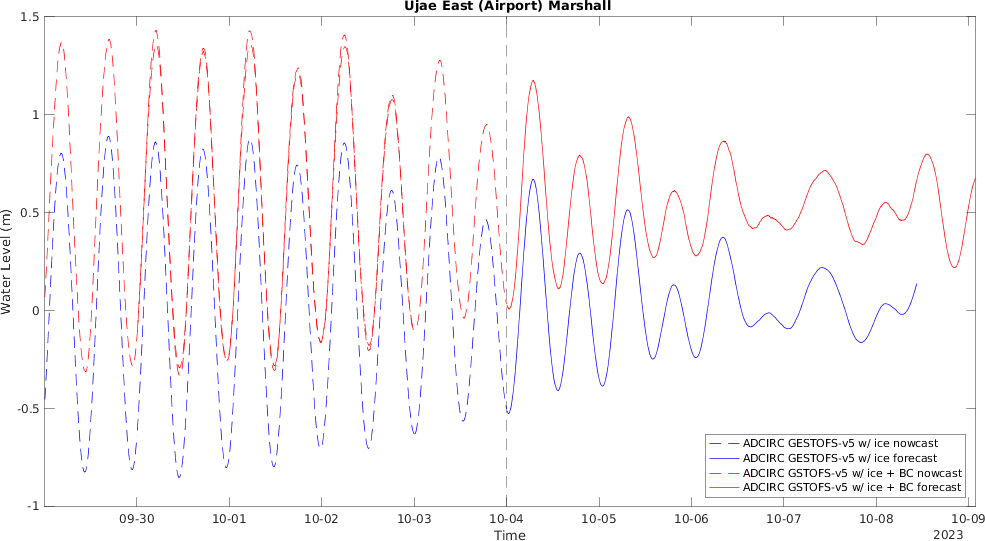 Ujae East (Airport) Marshall
1.5
1
0.5
0
-0.5
-1
Water Level (m)
09-30
10-01
10-02
10-03
10-04
10-05
10-06
10-07
10-08
10-09
2023
Time
ADCIRC GESTOFS-v5 w/ ice nowcast
ADCIRC GESTOFS-v5 w/ ice forecast
ADCIRC GSTOFS-v5 w/ ice + BC nowcast
ADCIRC GSTOFS-v5 w/ ice + BC forecast